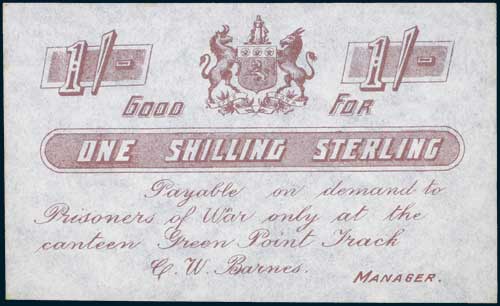 1/- 1/-
GOOD FOR
ONE SHILLING STERLING
Payable on demand to
Prisoners of War only at the
canteen Green Point Track
C. W. Barnes. MANAGER.